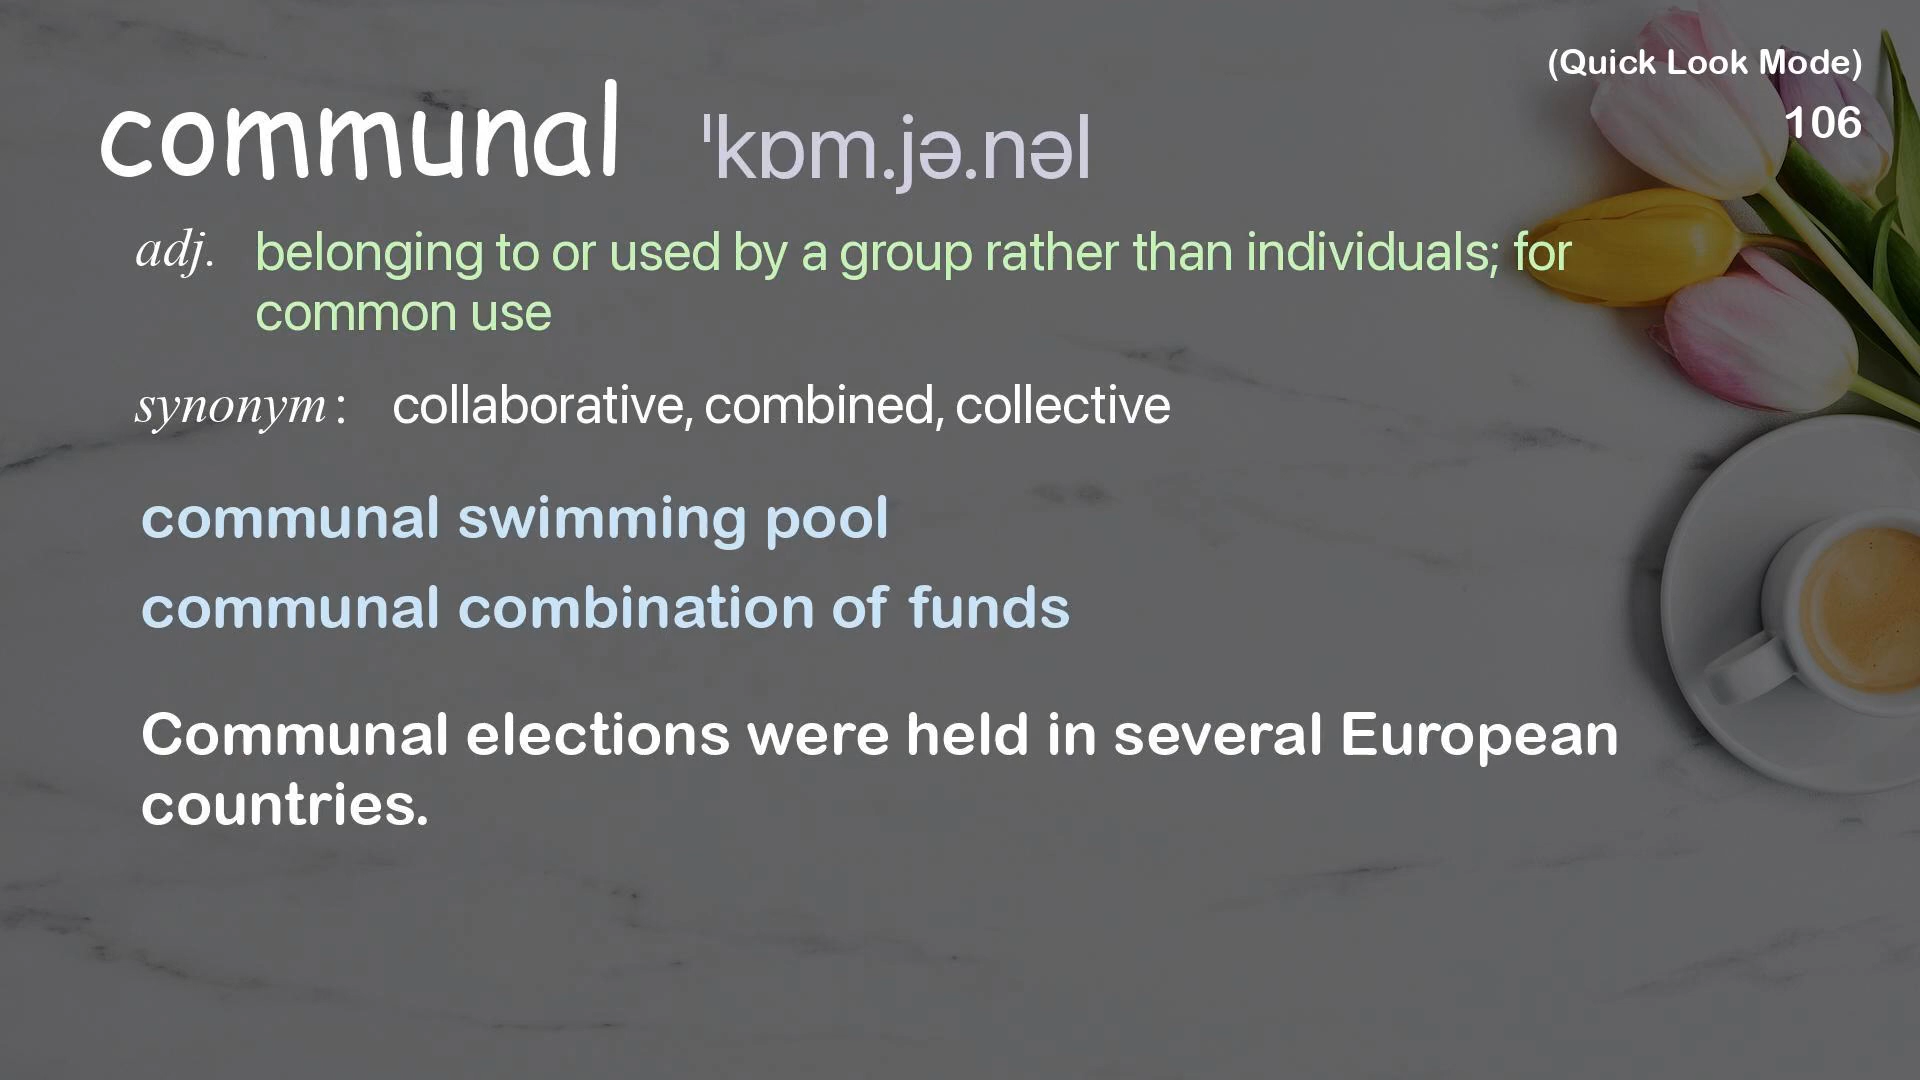 (Quick Look Mode)
106
communal ˈkɒm.jə.nəl
adj. belonging to or used by a group rather than individuals; for
common use
synonym : collaborative, combined, collective
communal swimming pool
communal combination of funds
Communal elections were held in several European
countries.